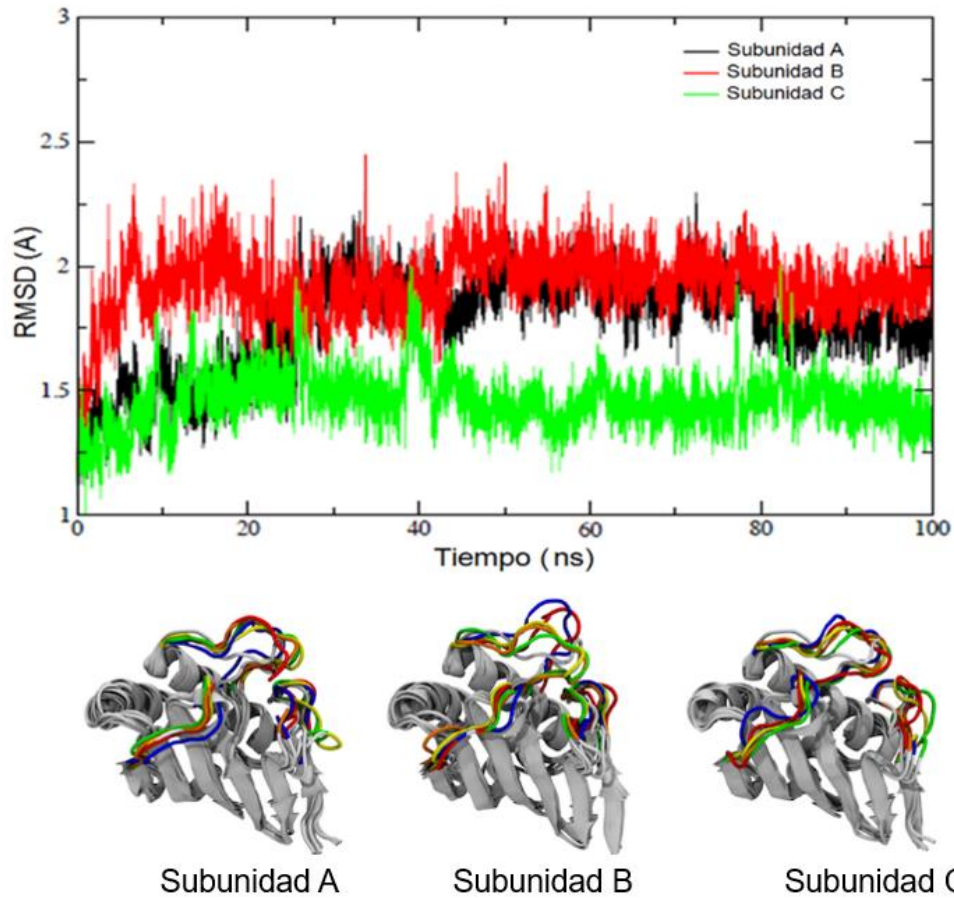 3
Subunidad A
Subunidad B
Subunidad C
2.5
RMSD (A)
2
1.5
1
0 20 40 60 80 100
Tiempo ( ns)
Subunidad A Subunidad B Subunidad C